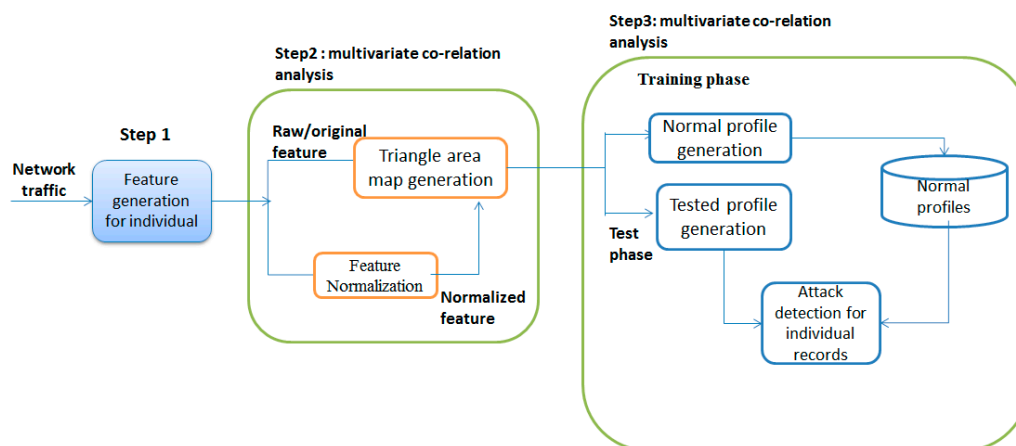 Step 1
Network
traffic
Feature
generation
for individual
Step2 : multivariate co-relation
analysis
Raw/original
feature
Triangle area
map generation
Feature
Normalization
Normalized
feature
Step3: multivariate co-relation
analysis
Training phase
Normal profile
generation
Normal
profiles
Tested profile
generation
Test
phase
Attack
detection for
individual
records